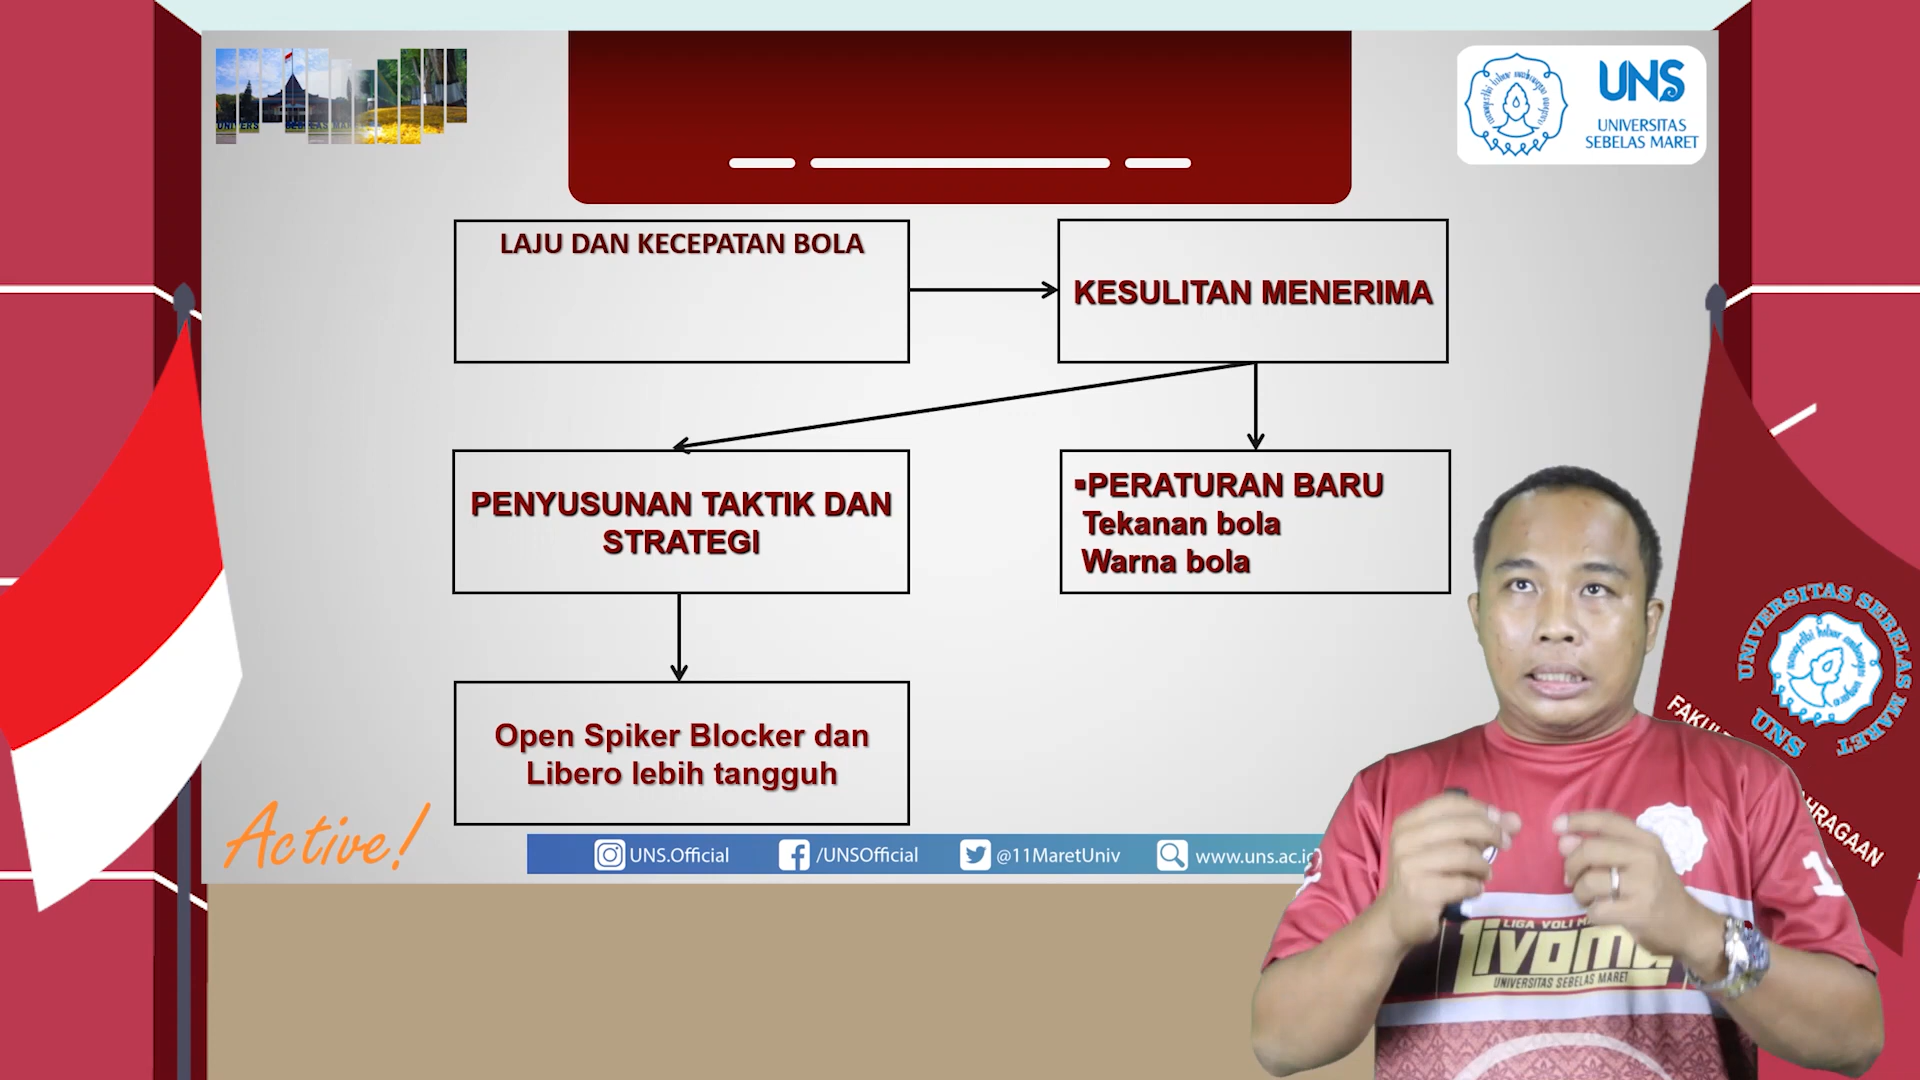 UNS
UNIVERSITAS
SEBELAS MARET
LAJU DAN KECEPATAN BOLA
KESULITAN MENERIMA
PENYUSUNAN TAKTIK DAN
STRATEGI
▪PERATURAN BARU
Tekanan bola
Warna bola
Open Spiker Blocker dan
Libero lebih tangguh
Active!
UNS.Official
/UNSOfficial
@11MaretUniv
www.uns.ac.id
UNIVERSITAS SEBELAS MARET
UNS
LIGA VOLI
UNIVERSITAS SEBELAS MARET